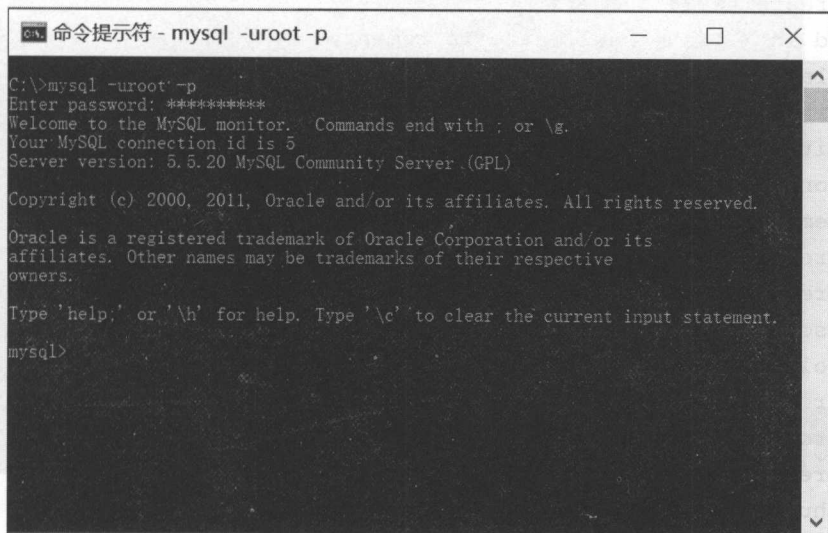 命令提示符 - mysql -uroot -p
C:\>mysql -uroot -p
Enter password: **********
Welcome to the MySQL monitor.  Commands end with ; or \g.
Your MySQL connection id is 5
Server version: 5.5.20 MySQL Community Server (GPL)
Copyright (c) 2000, 2011, Oracle and/or its affiliates. All rights reserved.
Oracle is a registered trademark of Oracle Corporation and/or its
affiliates. Other names may be trademarks of their respective
owners.
Type 'help;' or '\h' for help. Type '\c' to clear the current input statement.
mysql>